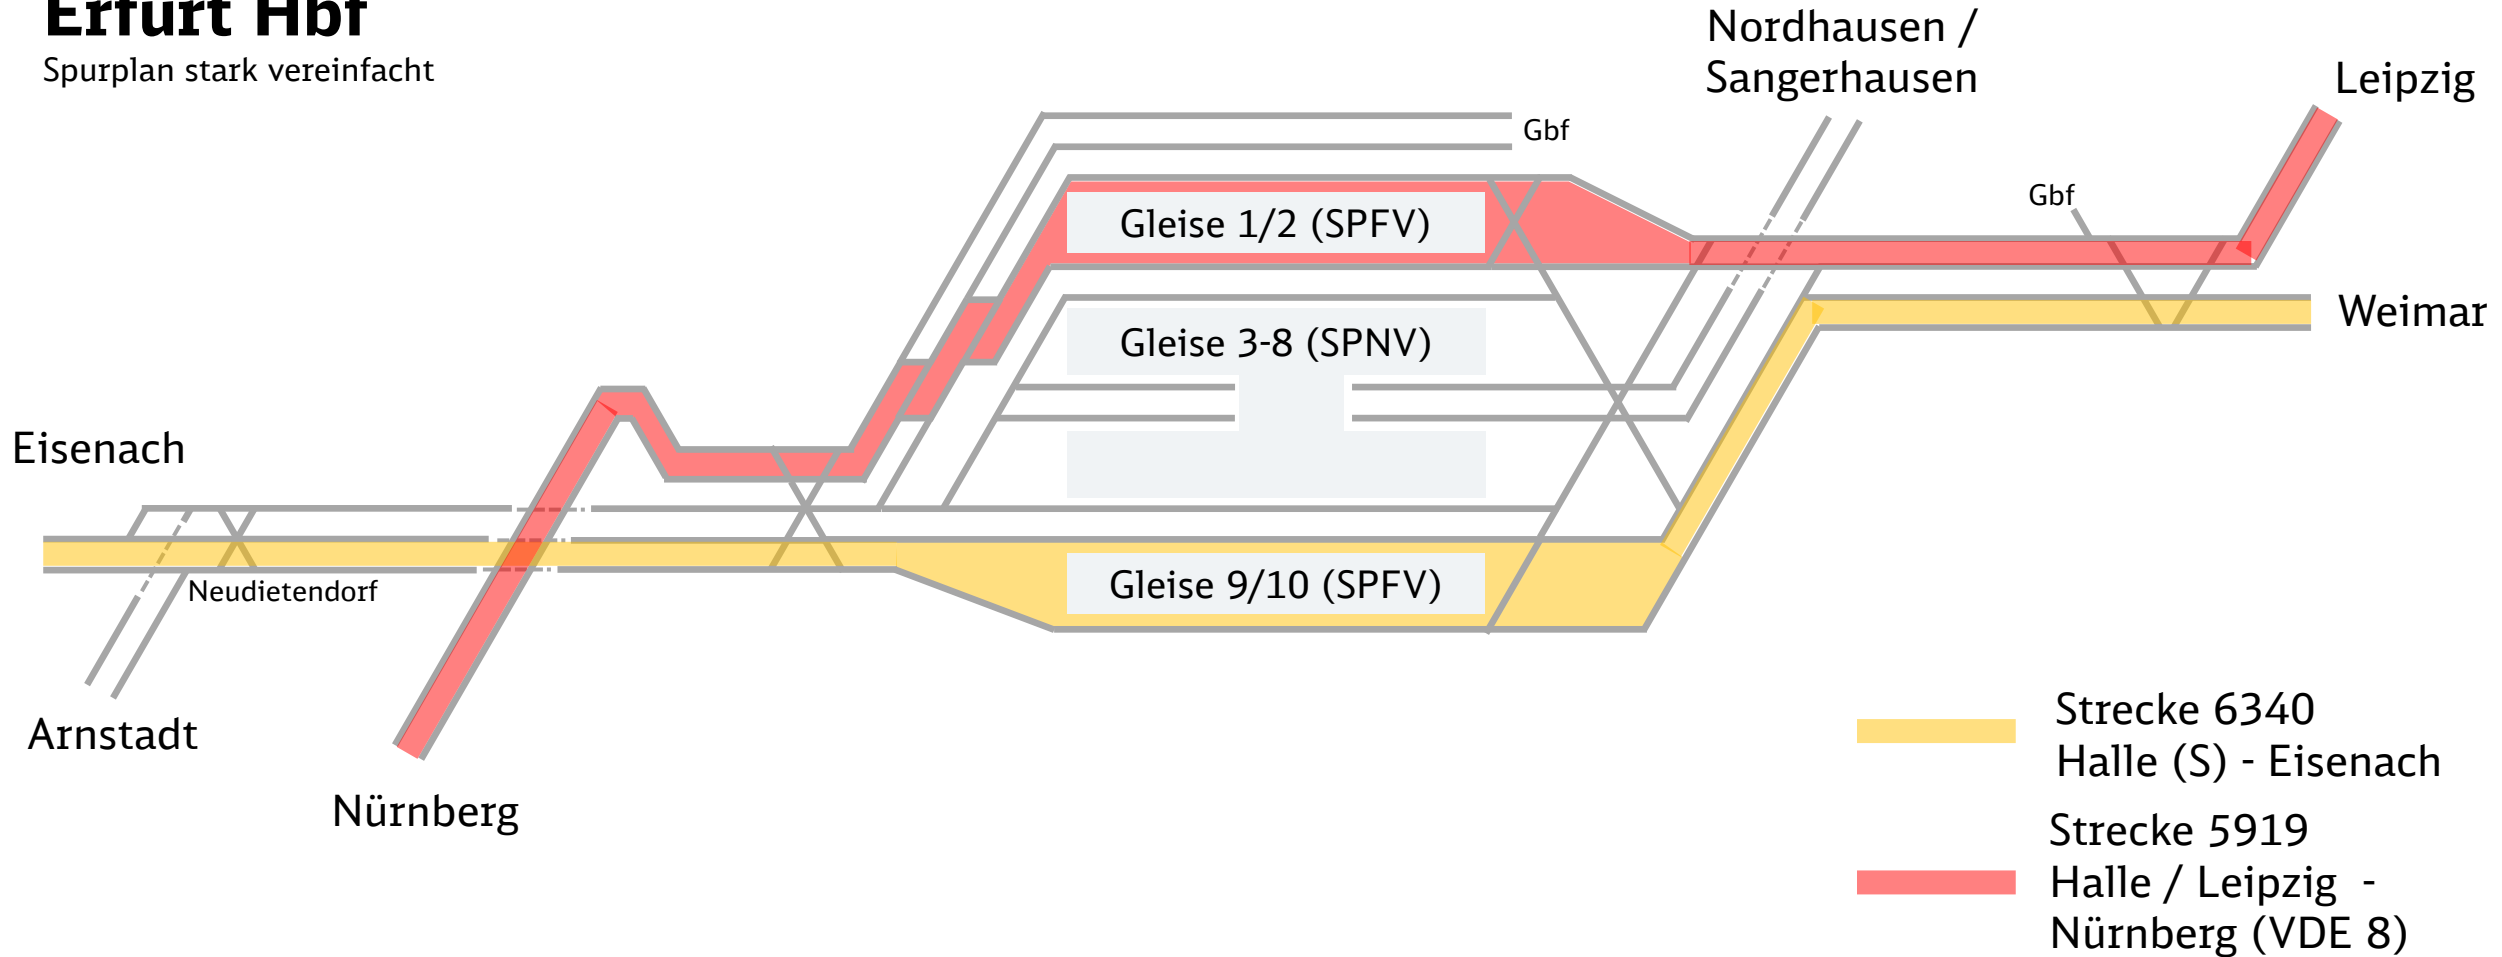 Erfurt Hbf
Spurplan stark vereinfacht
Nordhausen /
Sangerhausen
Leipzig
Gbf
Gbf
Gleise 1/2 (SPFV)
Weimar
Gleise 3-8 (SPNV)
Eisenach
Neudietendorf
Gleise 9/10 (SPFV)
Arnstadt
Nürnberg
Strecke 6340
Halle (S) - Eisenach
Strecke 5919
Halle / Leipzig -
Nürnberg (VDE 8)